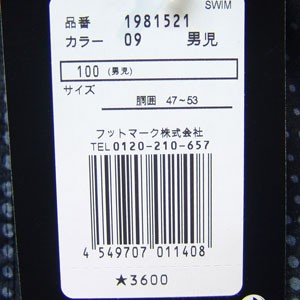 SWIM
品番 1981521
カラー 09 男児
100 (男児)
サイズ
胴囲 47～53
フットマーク株式会社
TEL0120-210-657
4 549707 011408
★3600